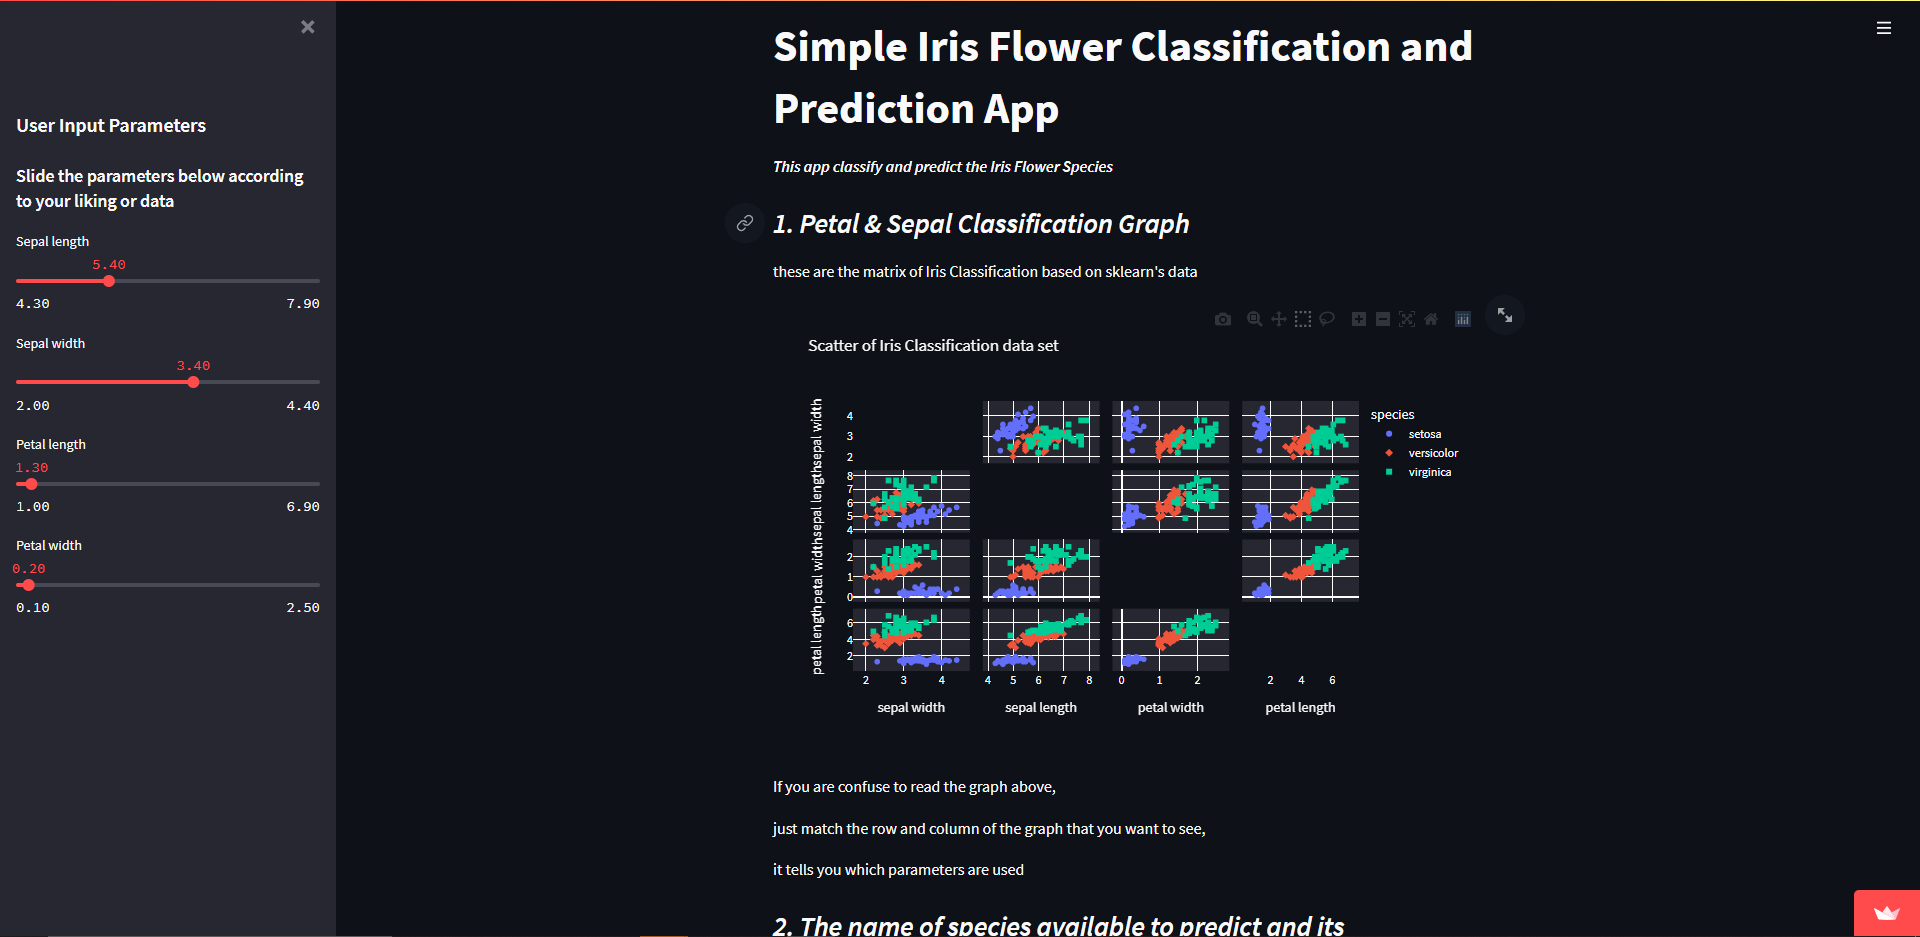 User Input Parameters
Slide the parameters below according
to your liking or data
Sepal length
5.40
4.30 7.90
Sepal width
3.40
2.00 4.40
Petal length
1.30
1.00 6.90
Petal width
0.20
0.10 2.50
Simple Iris Flower Classification and
Prediction App
This app classify and predict the Iris Flower Species
1. Petal & Sepal Classification Graph
these are the matrix of Iris Classification based on sklearn's data
Scatter of Iris Classification data set
sepal width
4
3
2
sepal length
8
7
6
5
4
petal width
2
1
0
petal length
6
4
2
2 3 4 4 5 6 7 8 0 1 2 2 4 6
sepal width sepal length petal width petal length
species
setosa
versicolor
virginica
If you are confuse to read the graph above,
just match the row and column of the graph that you want to see,
it tells you which parameters are used
2. The name of species available to predict and its